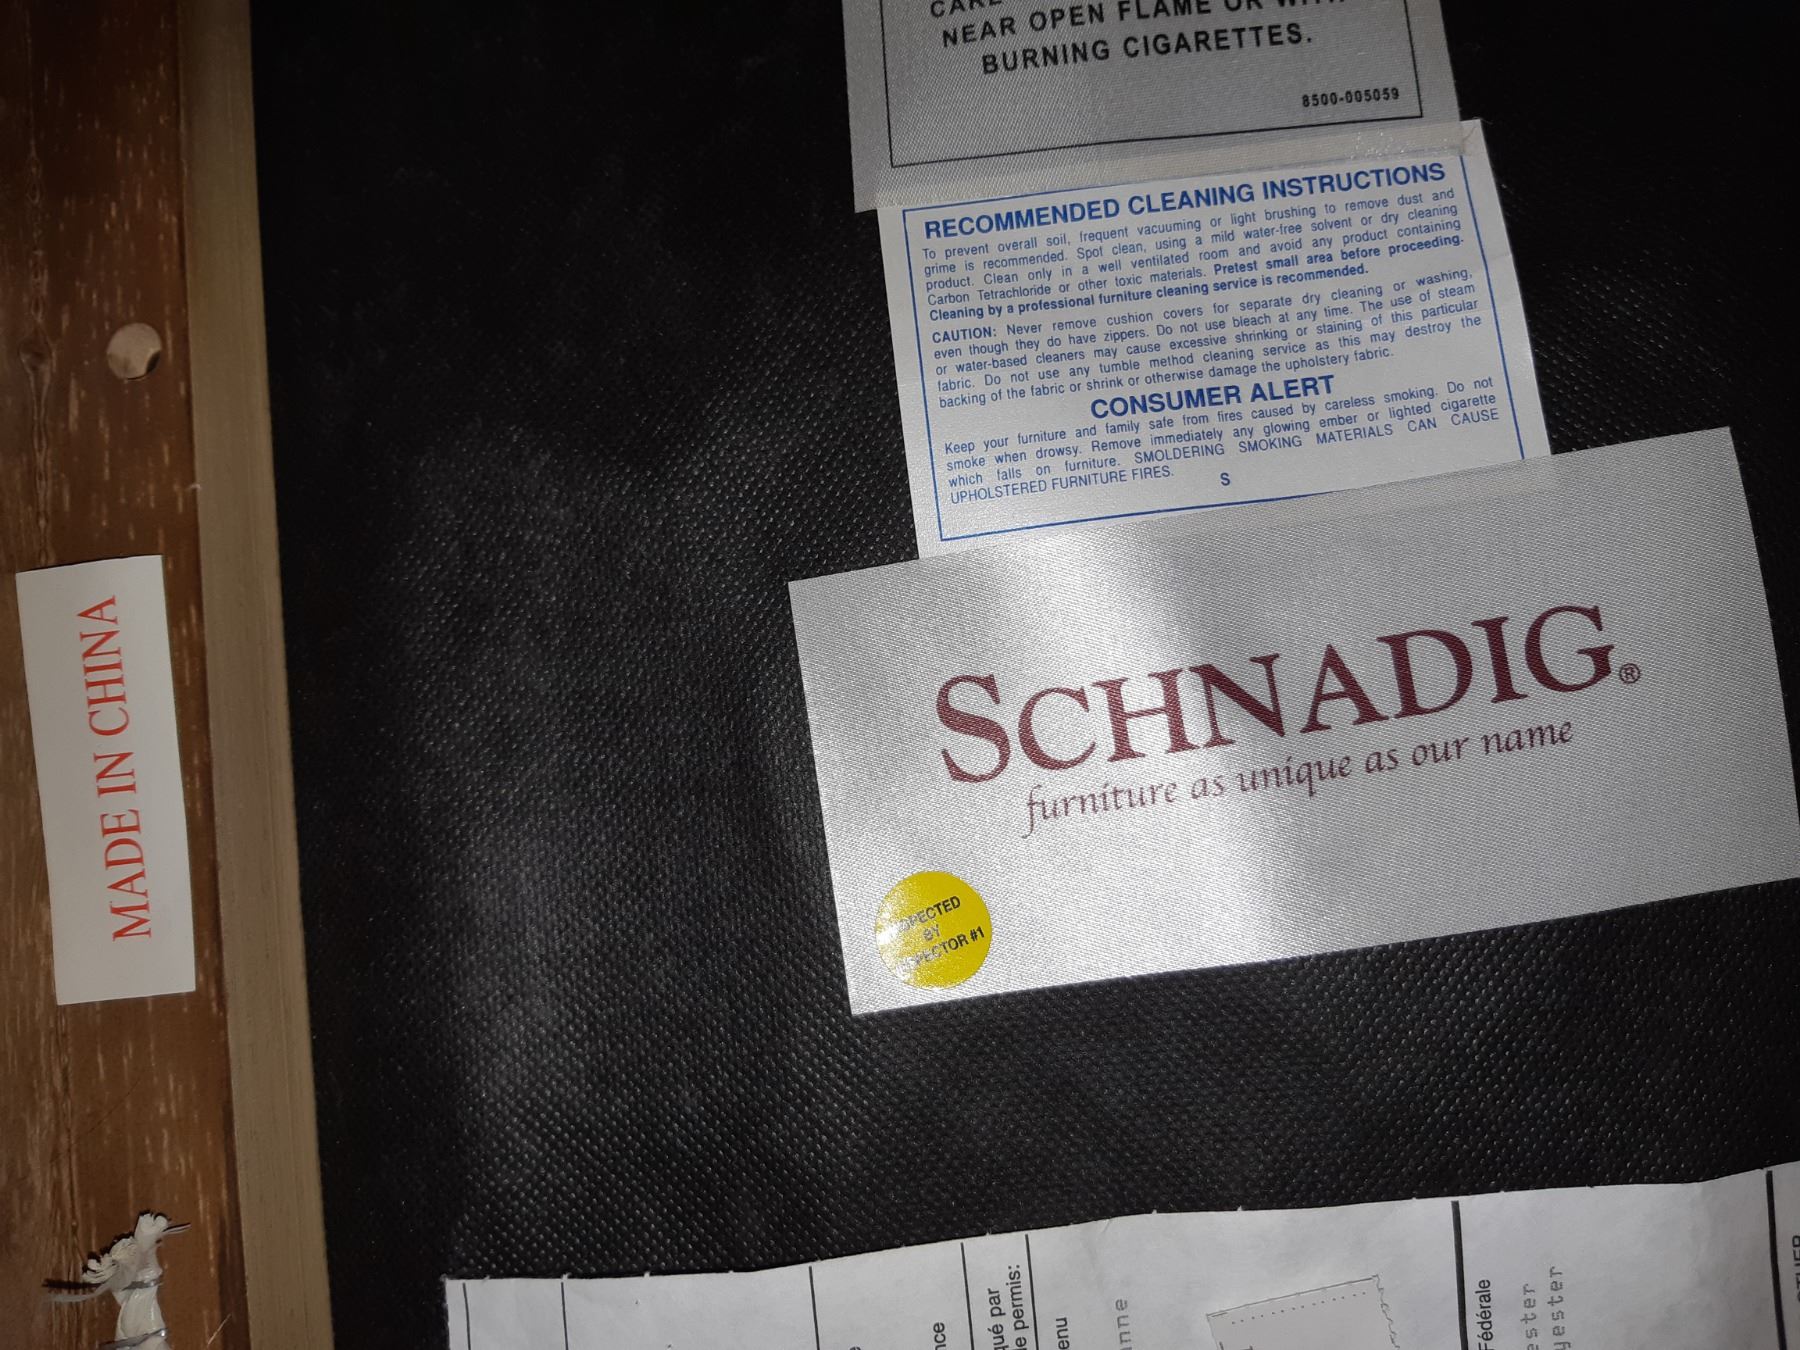 NEAR OPEN FLAME OR
BURNING CIGARETTES.
8500-005059
RECOMMENDED CLEANING INSTRUCTIONS
To prevent overall soil, frequent vacuuming or light brushing to remove dust and
grime is recommended. Spot clean, using a mild water-free solvent or dry cleaning
product. Clean only in a well ventilated room and avoid any product containing
Carbon Tetrachloride or other toxic materials. Pretest small area before proceeding.
Cleaning by a professional furniture cleaning service is recommended.
CAUTION: Never remove cushion covers for separate dry cleaning or washing,
even though they do have zippers. Do not use bleach at any time. The use of steam
or water-based cleaners may cause excessive shrinking or staining of this particular
fabric. Do not use any tumble method cleaning service as this may destroy the
backing of the fabric or shrink or otherwise damage the upholstery fabric.
CONSUMER ALERT
Keep your furniture and family safe from fires caused by careless smoking. Do not
smoke when drowsy. Remove immediately any glowing ember or lighted cigarette
which falls on furniture. SMOLDERING SMOKING MATERIALS CAN CAUSE
UPHOLSTERED FURNITURE FIRES. S
MADE IN CHINA
SCHNADIG®
furniture as unique as our name
BY
#1
Fédérale